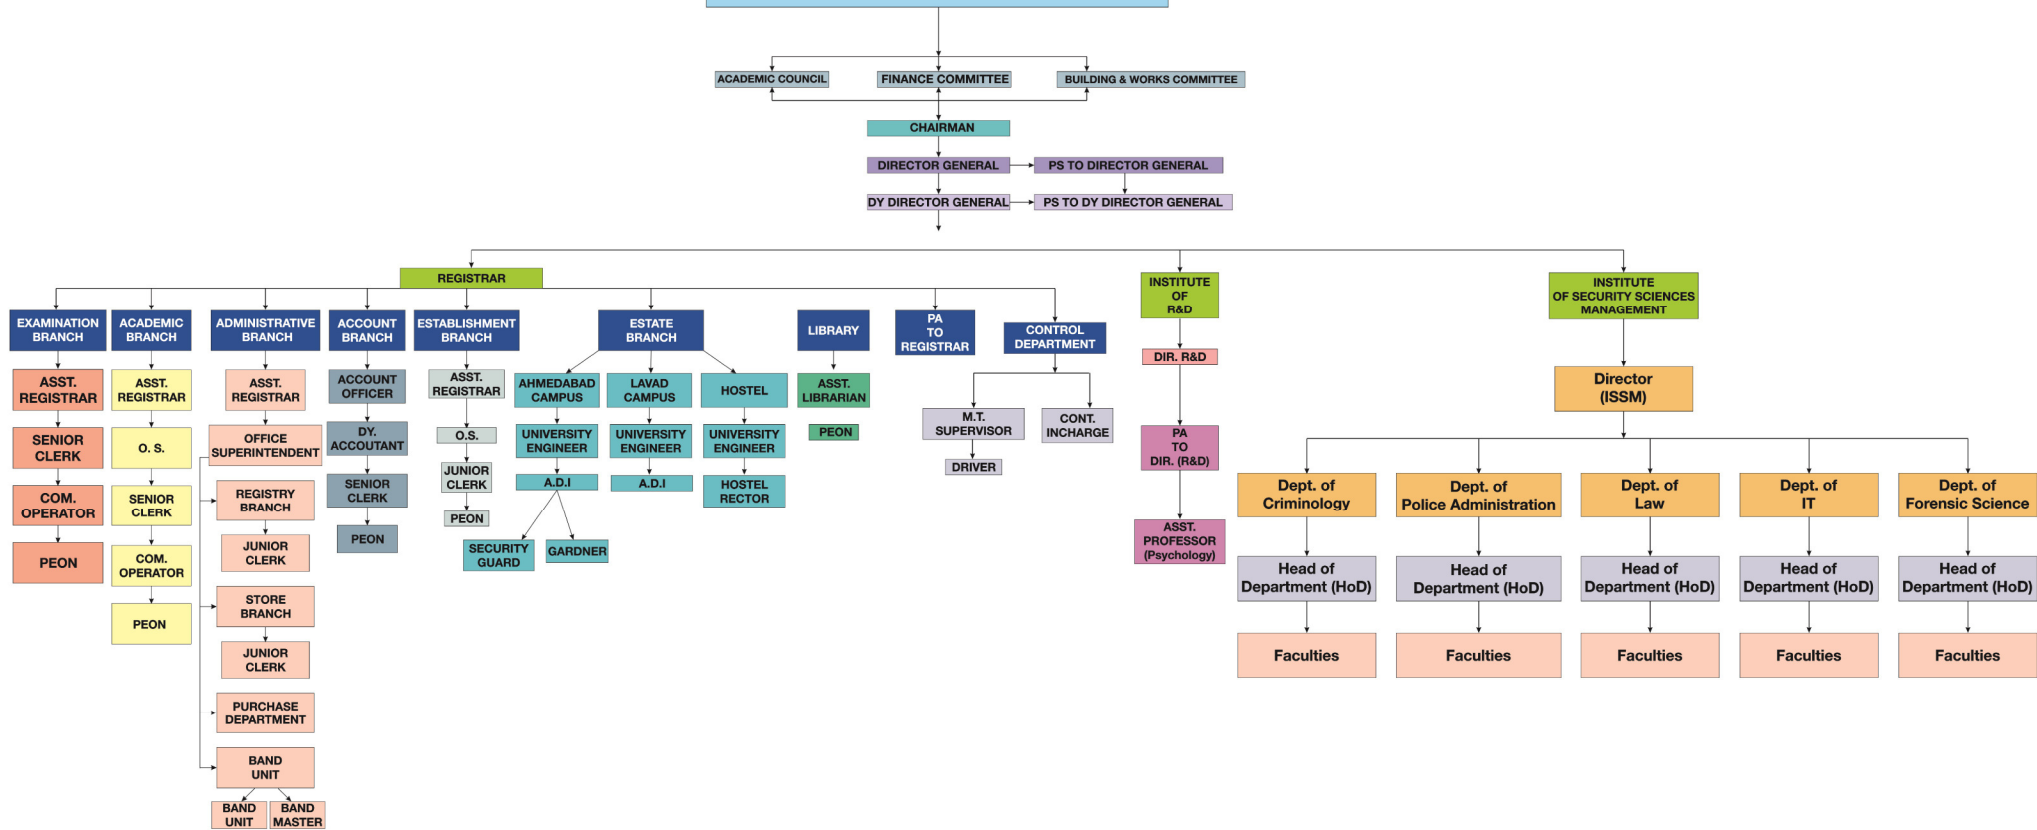 ACADEMIC COUNCIL
FINANCE COMMITTEE
BUILDING & WORKS COMMITTEE
CHAIRMAN
DIRECTOR GENERAL
PS TO DIRECTOR GENERAL
DY DIRECTOR GENERAL
PS TO DY DIRECTOR GENERAL
REGISTRAR
EXAMINATION
BRANCH
ASST.
REGISTRAR
SENIOR
CLERK
COM.
OPERATOR
PEON
ACADEMIC
BRANCH
ASST.
REGISTRAR
O. S.
SENIOR
CLERK
COM.
OPERATOR
PEON
ADMINISTRATIVE
BRANCH
ASST.
REGISTRAR
OFFICE
SUPERINTENDENT
REGISTRY
BRANCH
JUNIOR
CLERK
STORE
BRANCH
JUNIOR
CLERK
PURCHASE
DEPARTMENT
BAND
UNIT
BAND
UNIT
BAND
MASTER
ACCOUNT
BRANCH
ACCOUNT
OFFICER
DY.
ACCOUTANT
SENIOR
CLERK
PEON
ESTABLISHMENT
BRANCH
ASST.
REGISTRAR
O.S.
JUNIOR
CLERK
PEON
ESTATE
BRANCH
AHMEDABAD
CAMPUS
UNIVERSITY
ENGINEER
A.D.I
SECURITY
GUARD
GARDNER
LAVAD
CAMPUS
UNIVERSITY
ENGINEER
A.D.I
HOSTEL
UNIVERSITY
ENGINEER
HOSTEL
RECTOR
LIBRARY
ASST.
LIBRARIAN
PEON
PA
TO
REGISTRAR
CONTROL
DEPARTMENT
M.T.
SUPERVISOR
DRIVER
CONT.
INCHARGE
INSTITUTE
OF
R&D
DIR. R&D
PA
TO
DIR. (R&D)
ASST.
PROFESSOR
(Psychology)
INSTITUTE
OF SECURITY SCIENCES
MANAGEMENT
Director
(ISSM)
Dept. of
Criminology
Head of
Department (HoD)
Faculties
Dept. of
Police Administration
Head of
Department (HoD)
Faculties
Dept. of
Law
Head of
Department (HoD)
Faculties
Dept. of
IT
Head of
Department (HoD)
Faculties
Dept. of
Forensic Science
Head of
Department (HoD)
Faculties